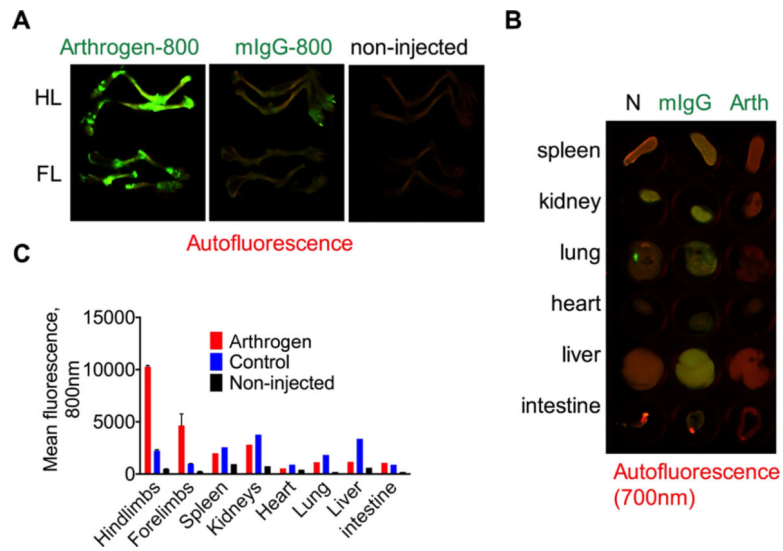 A
Arthrogen-800 mIgG-800 non-injected
HL
FL
Autofluorescence
B
N mIgG Arth
spleen
kidney
lung
heart
liver
intestine
Autofluorescence
(700nm)
C
Mean fluorescence,
800nm
15000
10000
5000
0
Arthrogen
Control
Non-injected
Hindlimbs
Forelimbs
Spleen
Kidneys
Heart
Lung
Liver
intestine